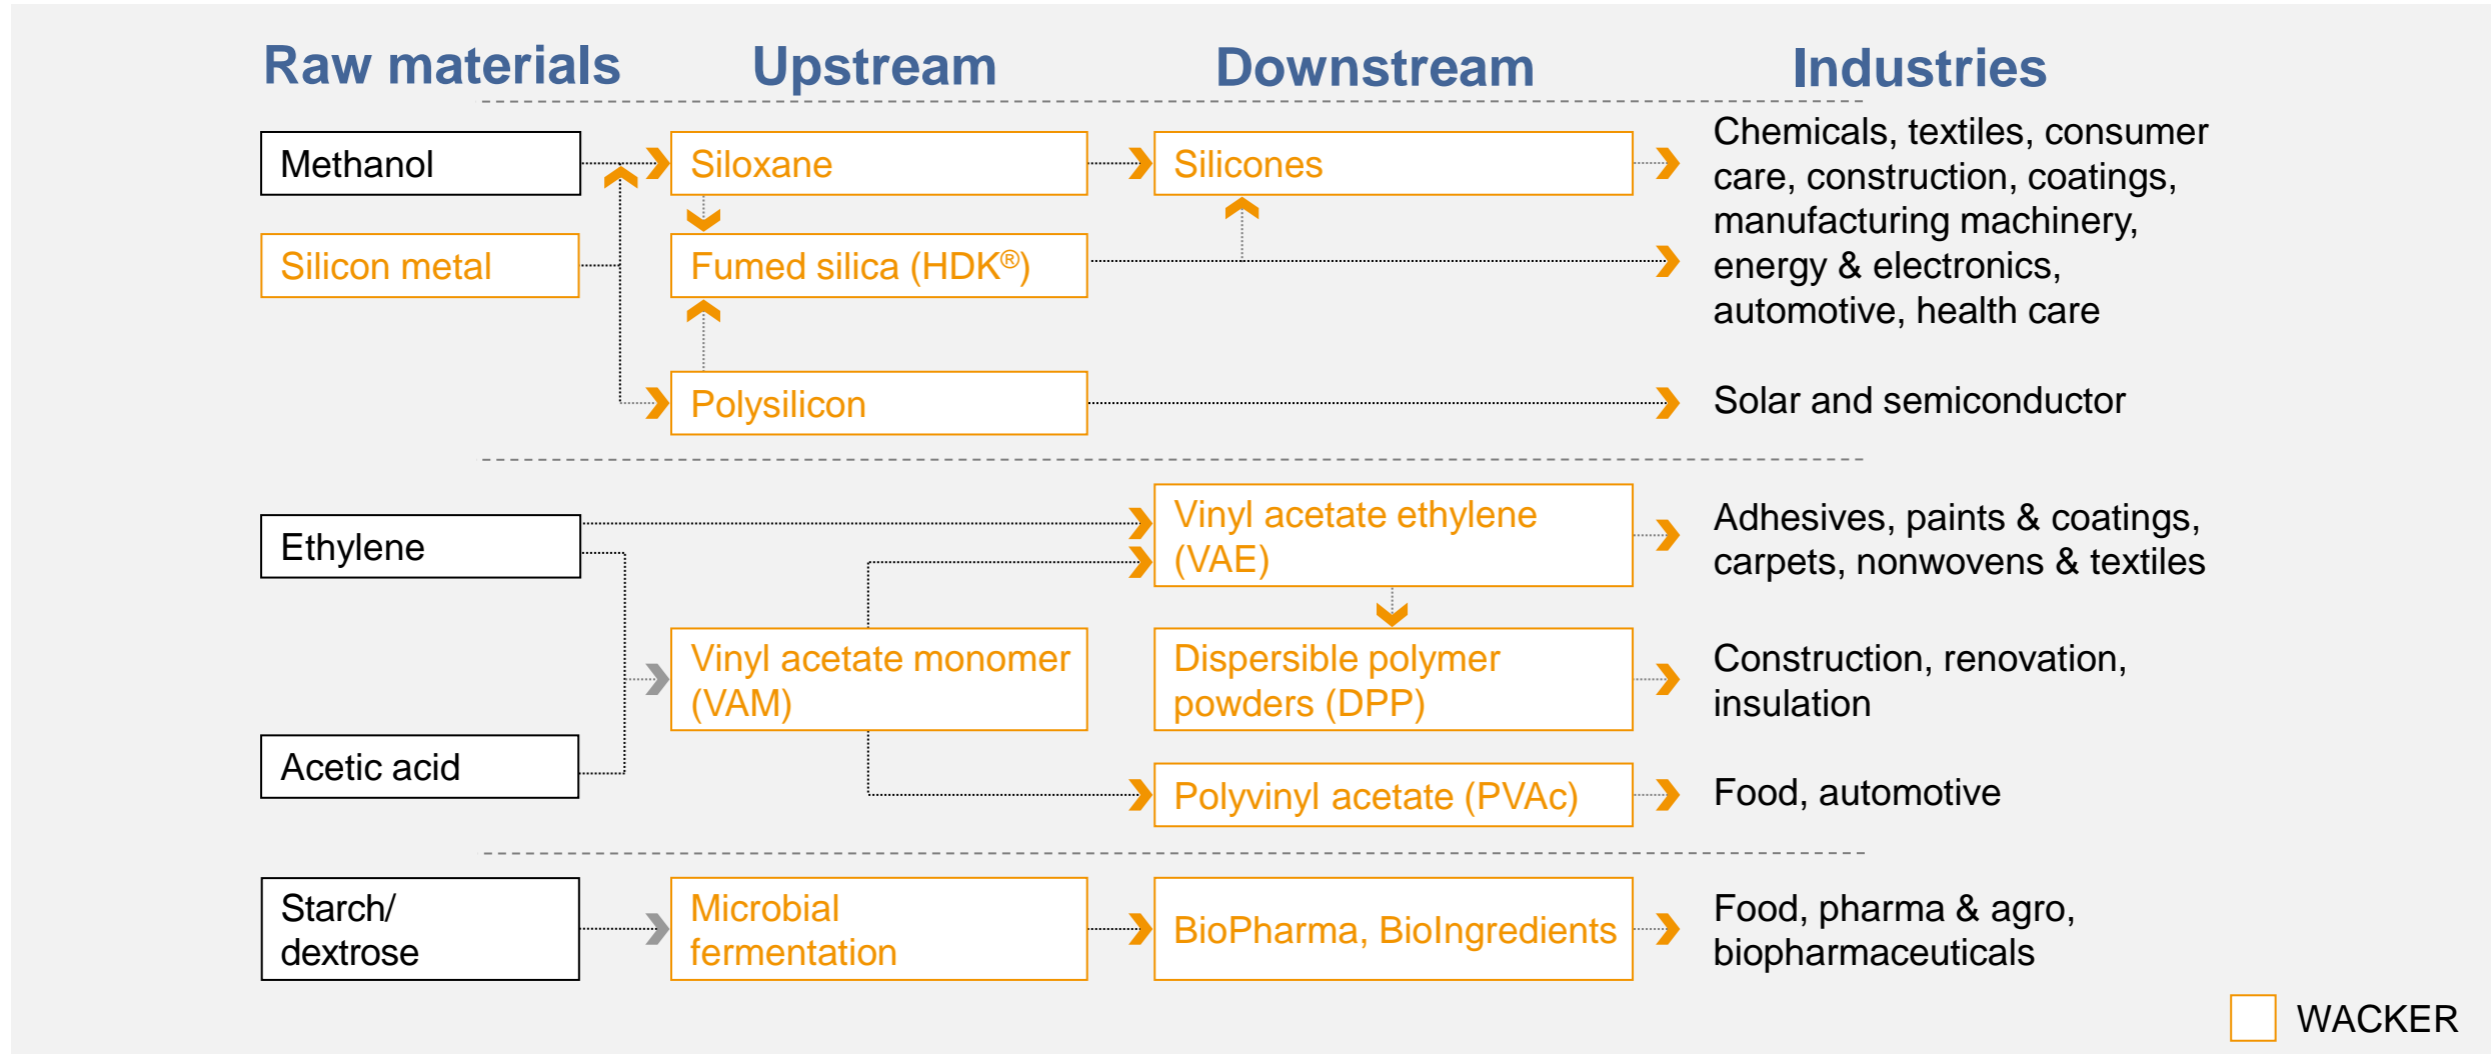 Raw materials
Upstream
Downstream
Industries
Methanol
Siloxane
Silicones
Chemicals, textiles, consumer
care, construction, coatings,
manufacturing machinery,
energy & electronics,
automotive, health care
Silicon metal
Fumed silica (HDK®)
Polysilicon
Solar and semiconductor
Ethylene
Vinyl acetate ethylene
(VAE)
Adhesives, paints & coatings,
carpets, nonwovens & textiles
Vinyl acetate monomer
(VAM)
Dispersible polymer
powders (DPP)
Construction, renovation,
insulation
Acetic acid
Polyvinyl acetate (PVAc)
Food, automotive
Starch/
dextrose
Microbial
fermentation
BioPharma, BioIngredients
Food, pharma & agro,
biopharmaceuticals
WACKER